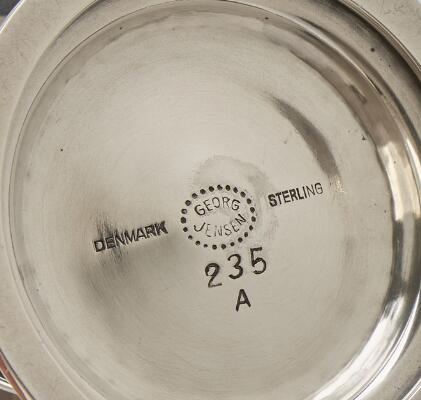 GEORG
JENSEN
DENMARK
STERLING
235
A